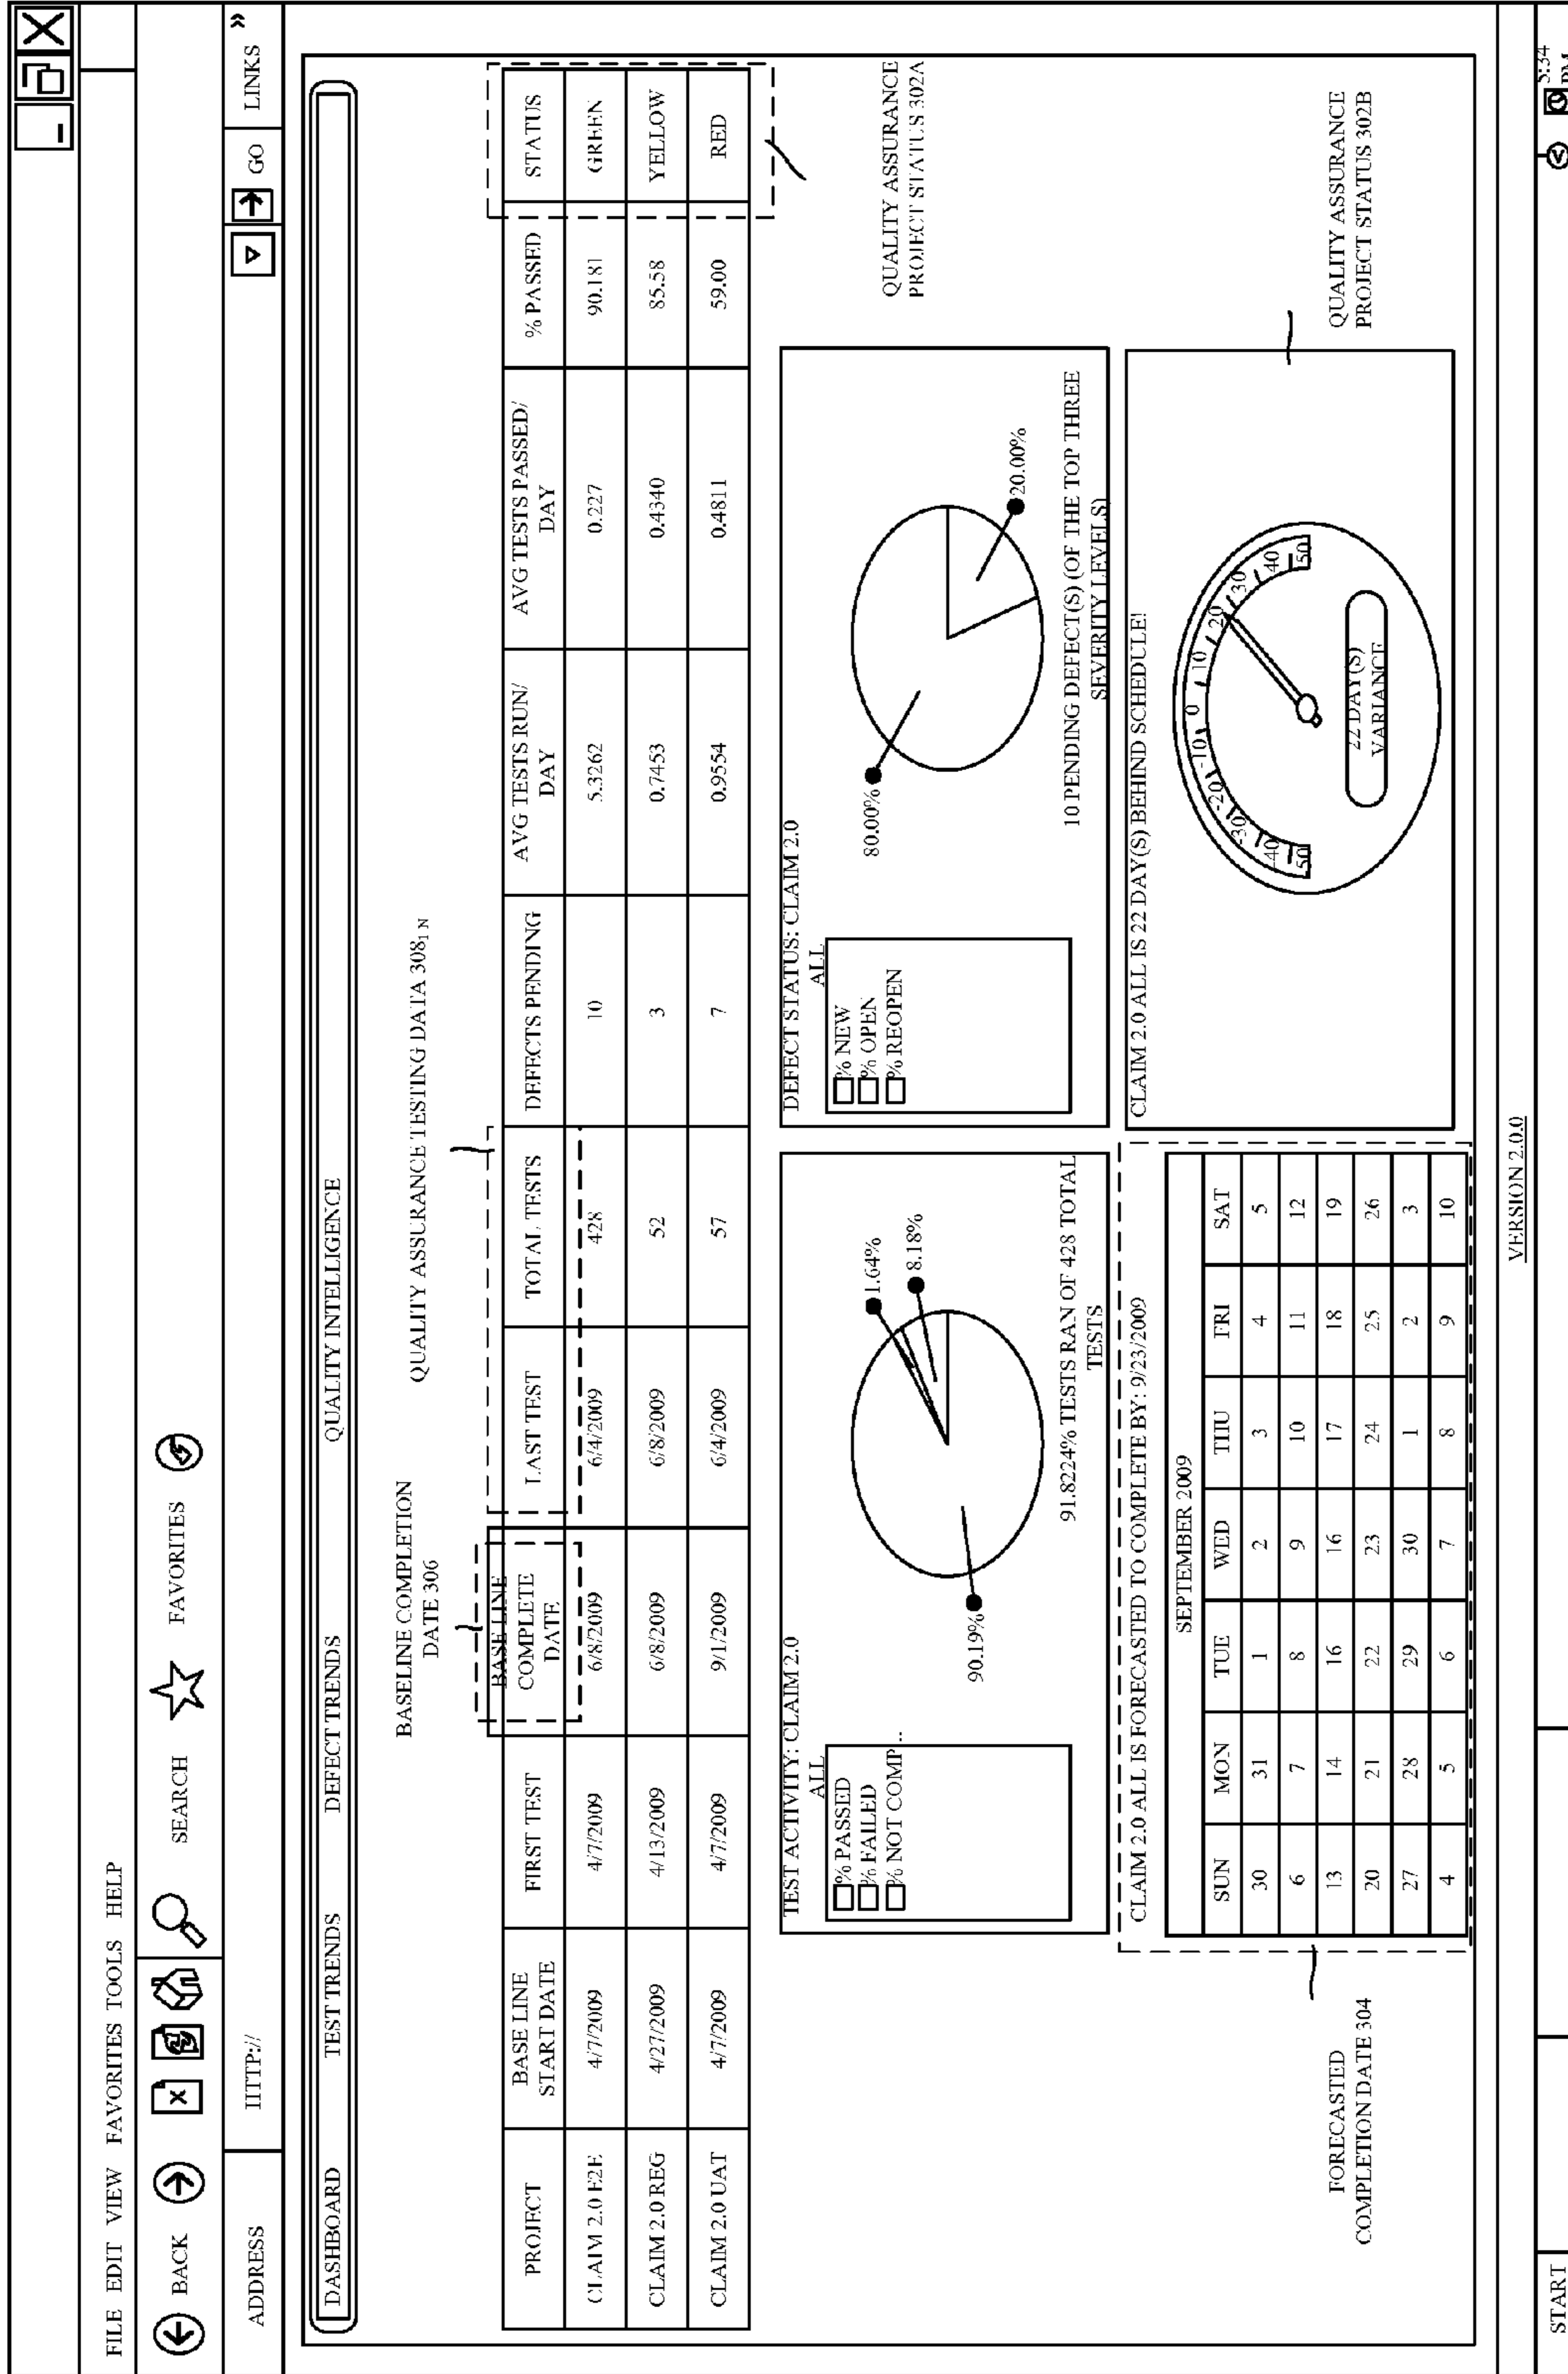 FILE EDIT VIEW FAVORITES TOOLS HELP
BACK SEARCH FAVORITES
ADDRESS HTTP:// GO LINKS »
DASHBOARD TEST TRENDS DEFECT TRENDS QUALITY INTELLIGENCE
BASELINE COMPLETION
DATE 306
QUALITY ASSURANCE TESTING DATA 308₁ N
PROJECT BASE LINE START DATE FIRST TEST BASE LINE COMPLETE DATE LAST TEST TOTAL TESTS DEFECTS PENDING AVG TESTS RUN/ DAY AVG TESTS PASSED/ DAY % PASSED STATUS
CLAIM 2.0 E2E 4/7/2009 4/7/2009 6/8/2009 6/4/2009 428 10 5.3262 0.227 90.181 GREEN
CLAIM 2.0 REG 4/27/2009 4/13/2009 6/8/2009 6/8/2009 52 3 0.7453 0.4340 85.58 YELLOW
CLAIM 2.0 UAT 4/7/2009 4/7/2009 9/1/2009 6/4/2009 57 7 0.9554 0.4811 59.00 RED
QUALITY ASSURANCE
PROJECT STATUS 302A
TEST ACTIVITY: CLAIM 2.0
ALL
% PASSED
% FAILED
% NOT COMP...
90.19%
1.64%
8.18%
91.8224% TESTS RAN OF 428 TOTAL
TESTS
DEFECT STATUS: CLAIM 2.0
ALL
% NEW
% OPEN
% REOPEN
80.00%
20.00%
10 PENDING DEFECT(S) (OF THE TOP THREE
SEVERITY LEVELS)
CLAIM 2.0 ALL IS FORECASTED TO COMPLETE BY: 9/23/2009
SEPTEMBER 2009
SUN MON TUE WED THU FRI SAT
30 31 1 2 3 4 5
6 7 8 9 10 11 12
13 14 16 16 17 18 19
20 21 22 23 24 25 26
27 28 29 30 1 2 3
4 5 6 7 8 9 10
FORECASTED
COMPLETION DATE 304
CLAIM 2.0 ALL IS 22 DAY(S) BEHIND SCHEDULE!
-50 -40 -30 -20 -10 0 10 20 30 40 50
22 DAY(S)
VARIANCE
QUALITY ASSURANCE
PROJECT STATUS 302B
VERSION 2.0.0
START 5:34
PM